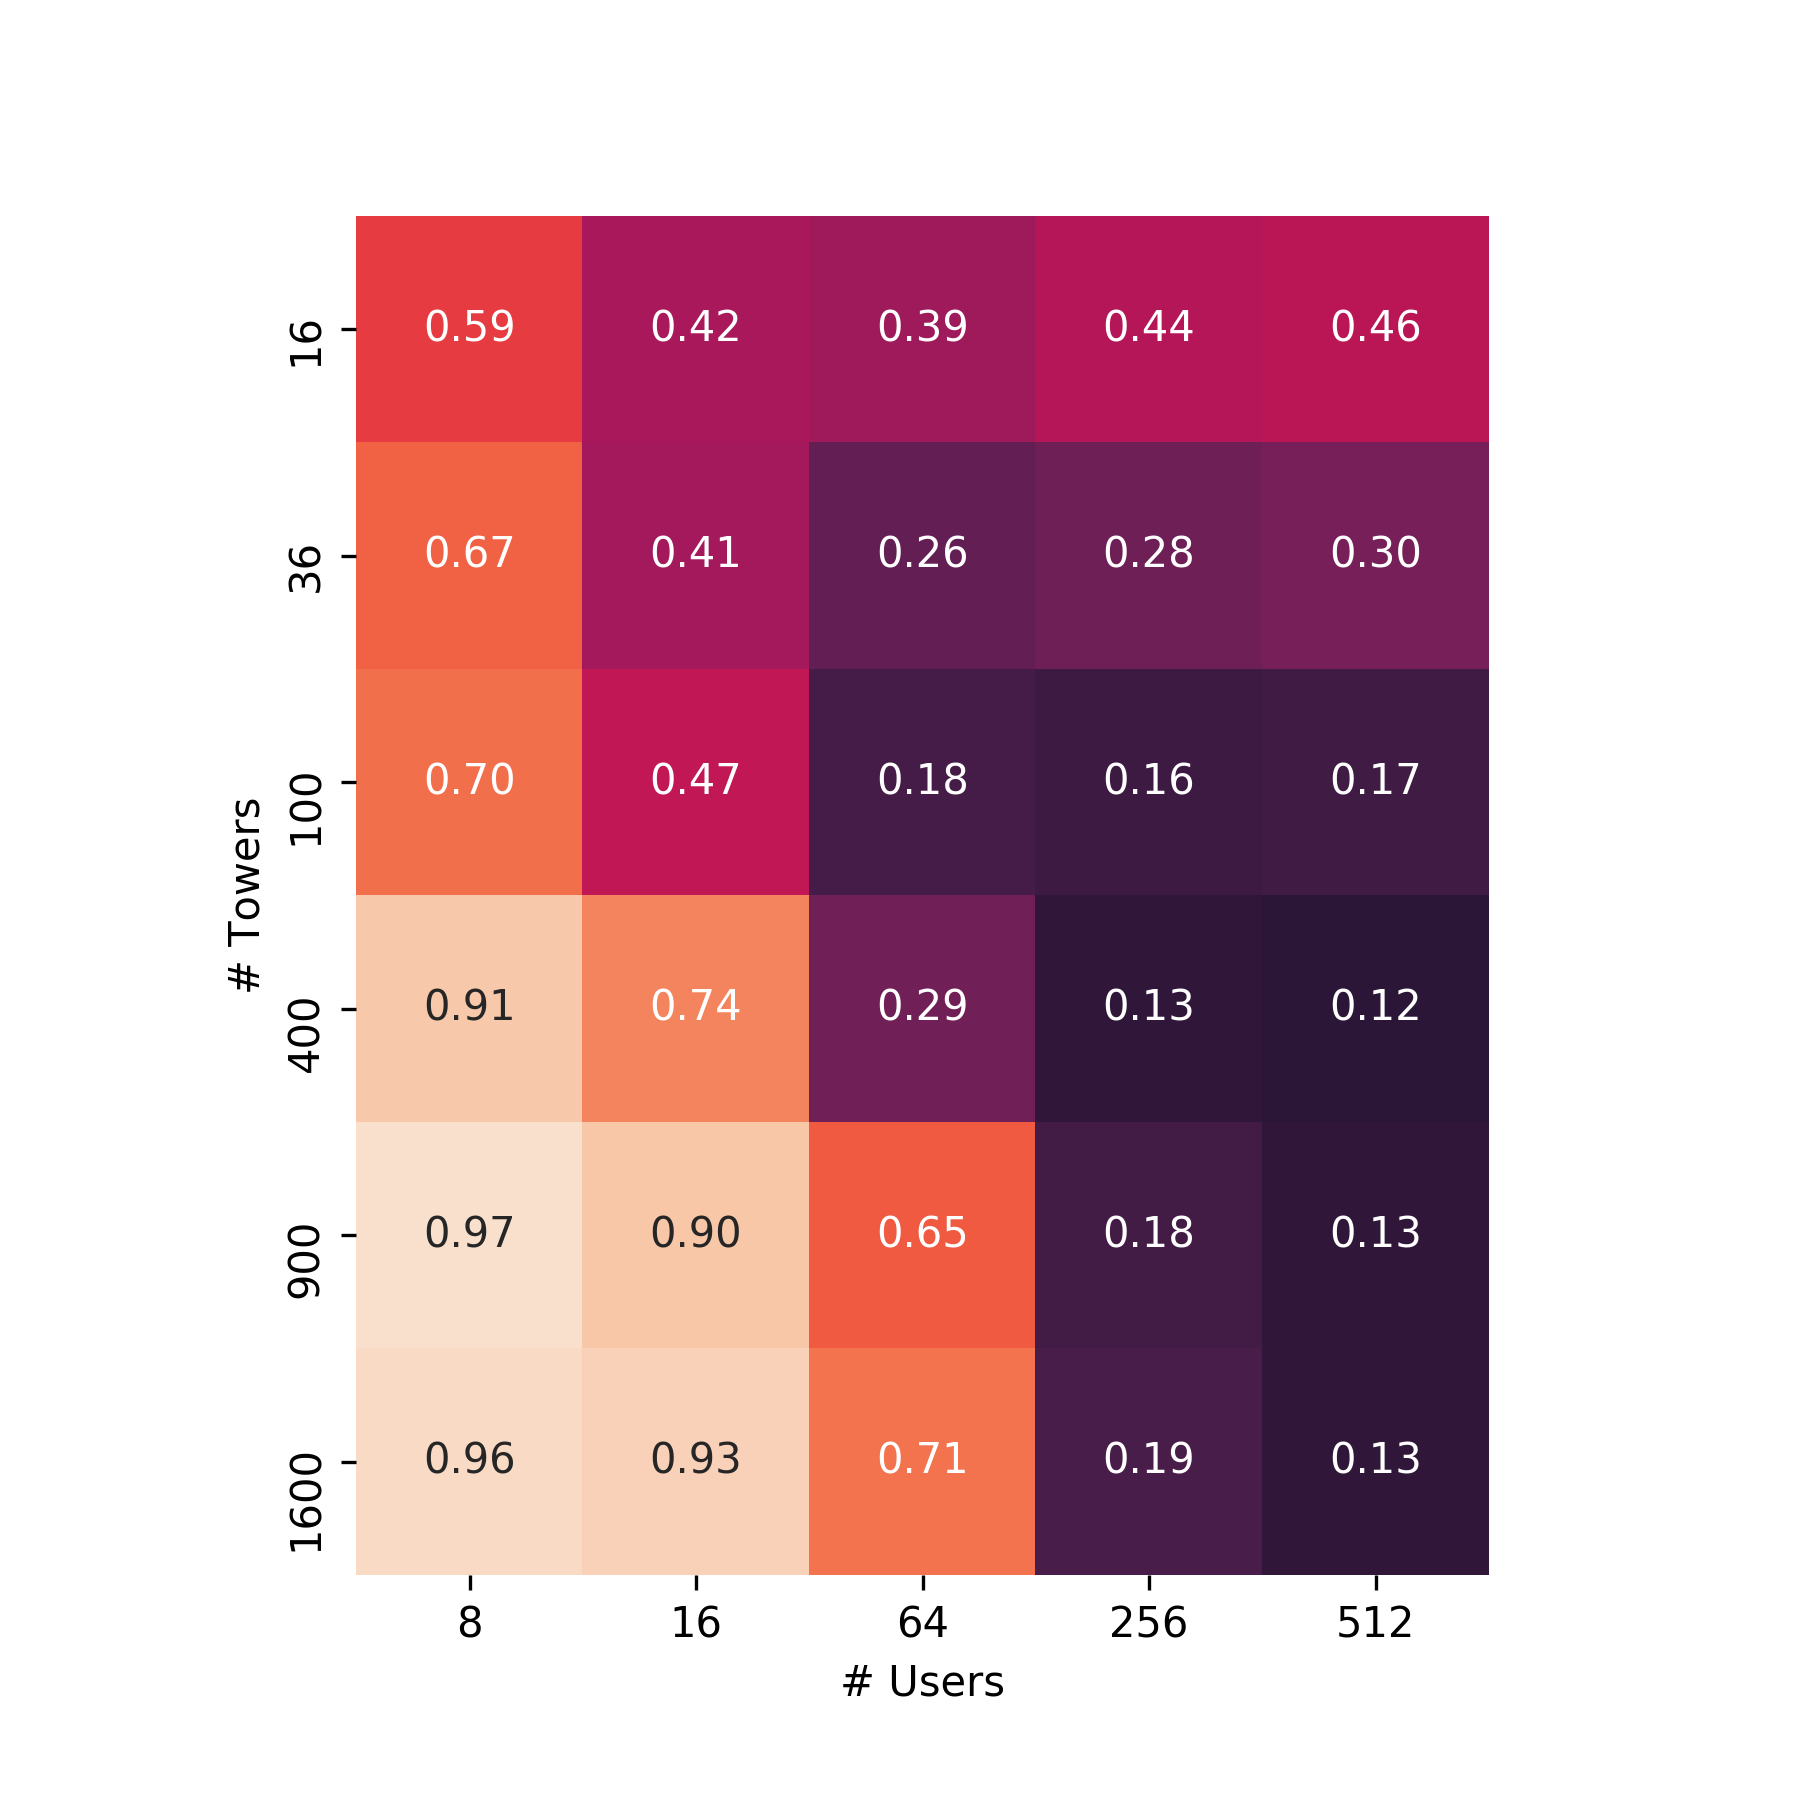 16 0.59 0.42 0.39 0.44 0.46
36 0.67 0.41 0.26 0.28 0.30
100 0.70 0.47 0.18 0.16 0.17
# Towers
400 0.91 0.74 0.29 0.13 0.12
900 0.97 0.90 0.65 0.18 0.13
1600 0.96 0.93 0.71 0.19 0.13
8 16 64 256 512
# Users